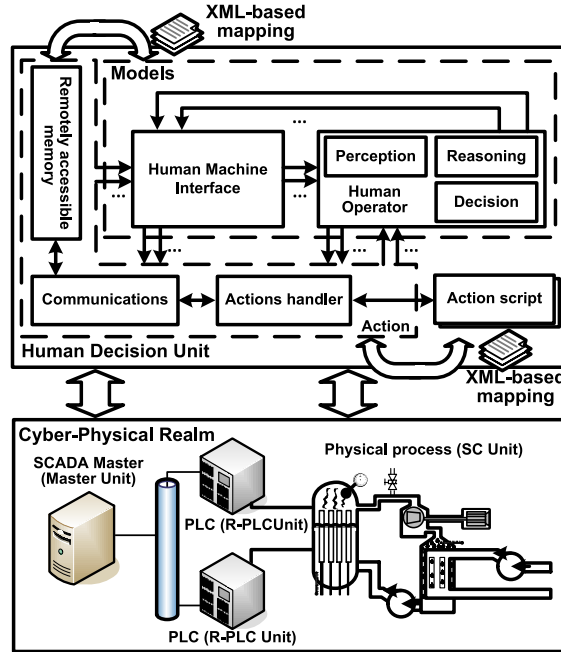 XML-based
mapping
Models
Remotely accessible
memory
...
Perception
Reasoning
Human Machine
Interface
...
...
Human
Operator
Decision
...
...
...
Communications
Actions handler
Action script
Action
Human Decision Unit
XML-based
mapping
Cyber-Physical Realm
SCADA Master
(Master Unit)
Physical process (SC Unit)
PLC (R-PLCUnit)
PLC (R-PLC Unit)